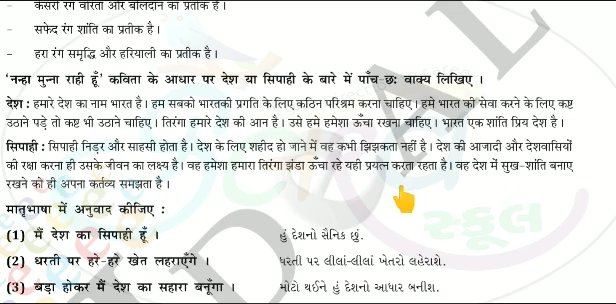 - केसरी रंग वीरता और बलिदान का प्रतीक है ।
- सफेद रंग शांति का प्रतीक है ।
- हरा रंग समृद्धि और हरियाली का प्रतीक है ।
'नन्हा मुन्ना राही हूँ' कविता के आधार पर देश या सिपाही के बारे में पाँच-छः वाक्य लिखिए ।
देश : हमारे देश का नाम भारत है । हम सबको भारतकी प्रगति के लिए कठिन परिश्रम करना चाहिए । हमे भारत की सेवा करने के लिए कष्ट
उठाने पड़े तो कष्ट भी उठाने चाहिए । तिरंगा हमारे देश की आन है । उसे हमे हमेशा ऊँचा रखना चाहिए । भारत एक शांति प्रिय देश है ।
सिपाही : सिपाही निडर और साहसी होता है । देश के लिए शहीद हो जाने में वह कभी झिझकता नहीं है । देश की आजादी और देशवासियों
की रक्षा करना ही उसके जीवन का लक्ष्य है । वह हमेशा हमारा तिरंगा झंडा ऊँचा रहे यही प्रयत्न करता रहता है । वह देश में सुख-शांति बनाए
रखने को ही अपना कर्तव्य समझता है ।
मातृभाषा में अनुवाद कीजिए :
(1) मैं देश का सिपाही हूँ । હું દેશનો સૈનિક છું.
(2) धरती पर हरे-हरे खेत लहराएँगे । ધરતી પર લીલાં-લીલાં ખેતરો લહેરાશે.
(3) बड़ा होकर मैं देश का सहारा बनूँगा । મોટો થઈને હું દેશનો આધાર બનીશ.
સ્કૂલ